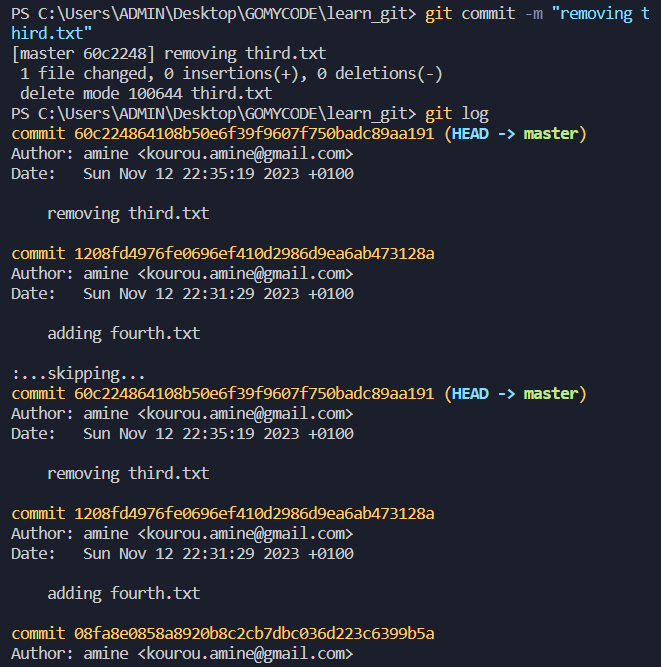 PS C:\Users\ADMIN\Desktop\GOMYCODE\learn_git> git commit -m "removing t
hird.txt"
[master 60c2248] removing third.txt
 1 file changed, 0 insertions(+), 0 deletions(-)
 delete mode 100644 third.txt
PS C:\Users\ADMIN\Desktop\GOMYCODE\learn_git> git log
commit 60c224864108b50e6f39f9607f750badc89aa191 (HEAD -> master)
Author: amine <kourou.amine@gmail.com>
Date:   Sun Nov 12 22:35:19 2023 +0100

    removing third.txt

commit 1208fd4976fe0696ef410d2986d9ea6ab473128a
Author: amine <kourou.amine@gmail.com>
Date:   Sun Nov 12 22:31:29 2023 +0100

    adding fourth.txt

:...skipping...
commit 60c224864108b50e6f39f9607f750badc89aa191 (HEAD -> master)
Author: amine <kourou.amine@gmail.com>
Date:   Sun Nov 12 22:35:19 2023 +0100

    removing third.txt

commit 1208fd4976fe0696ef410d2986d9ea6ab473128a
Author: amine <kourou.amine@gmail.com>
Date:   Sun Nov 12 22:31:29 2023 +0100

    adding fourth.txt

commit 08fa8e0858a8920b8c2cb7dbc036d223c6399b5a
Author: amine <kourou.amine@gmail.com>